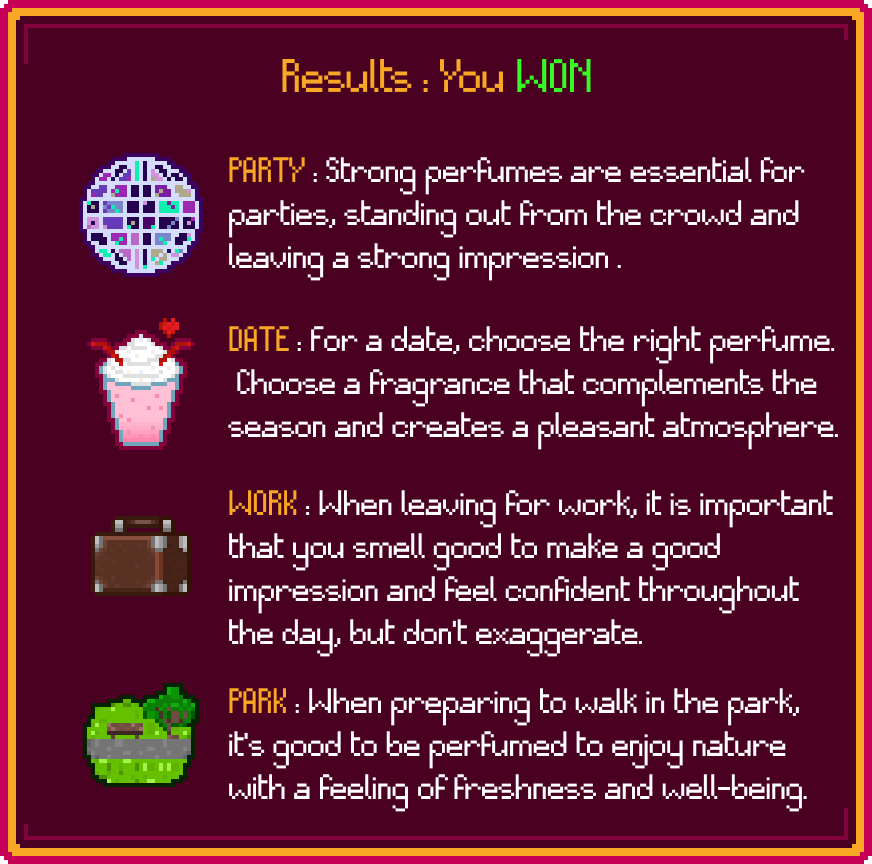 Results : You WON
PARTY : Strong perfumes are essential for
parties, standing out from the crowd and
leaving a strong impression .
DATE : For a date, choose the right perfume.
Choose a fragrance that complements the
season and creates a pleasant atmosphere.
WORK : When leaving for work, it is important
that you smell good to make a good
impression and feel confident throughout
the day, but don't exaggerate.
PARK : When preparing to walk in the park,
it's good to be perfumed to enjoy nature
with a feeling of freshness and well-being.